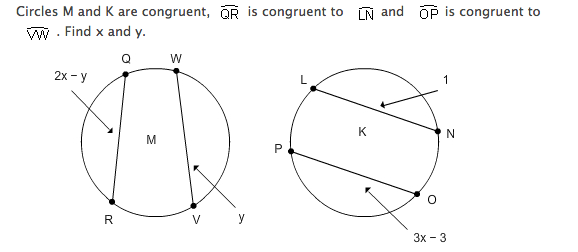 Circles M and K are congruent, QR is congruent to LN and OP is congruent to
VW . Find x and y.
Q W
2x – y
M
R V y
L 1
K
N
P
O
3x – 3